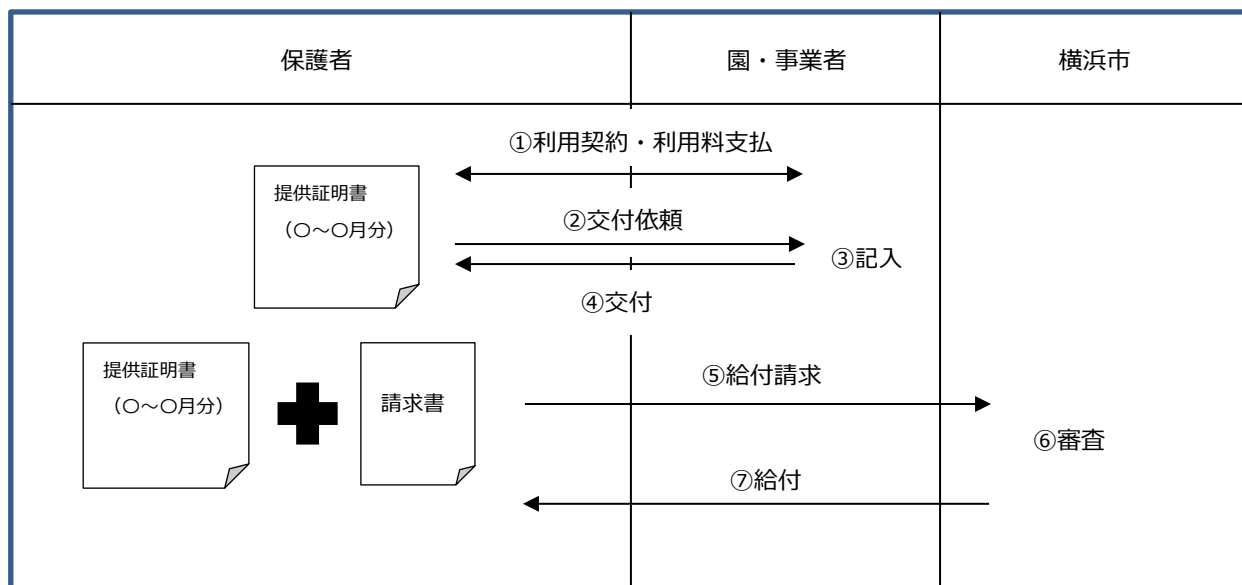 保護者
園・事業者
横浜市
①利用契約・利用料支払
提供証明書
（〇～〇月分）
②交付依頼
③記入
④交付
提供証明書
（〇～〇月分）
請求書
⑤給付請求
⑥審査
⑦給付